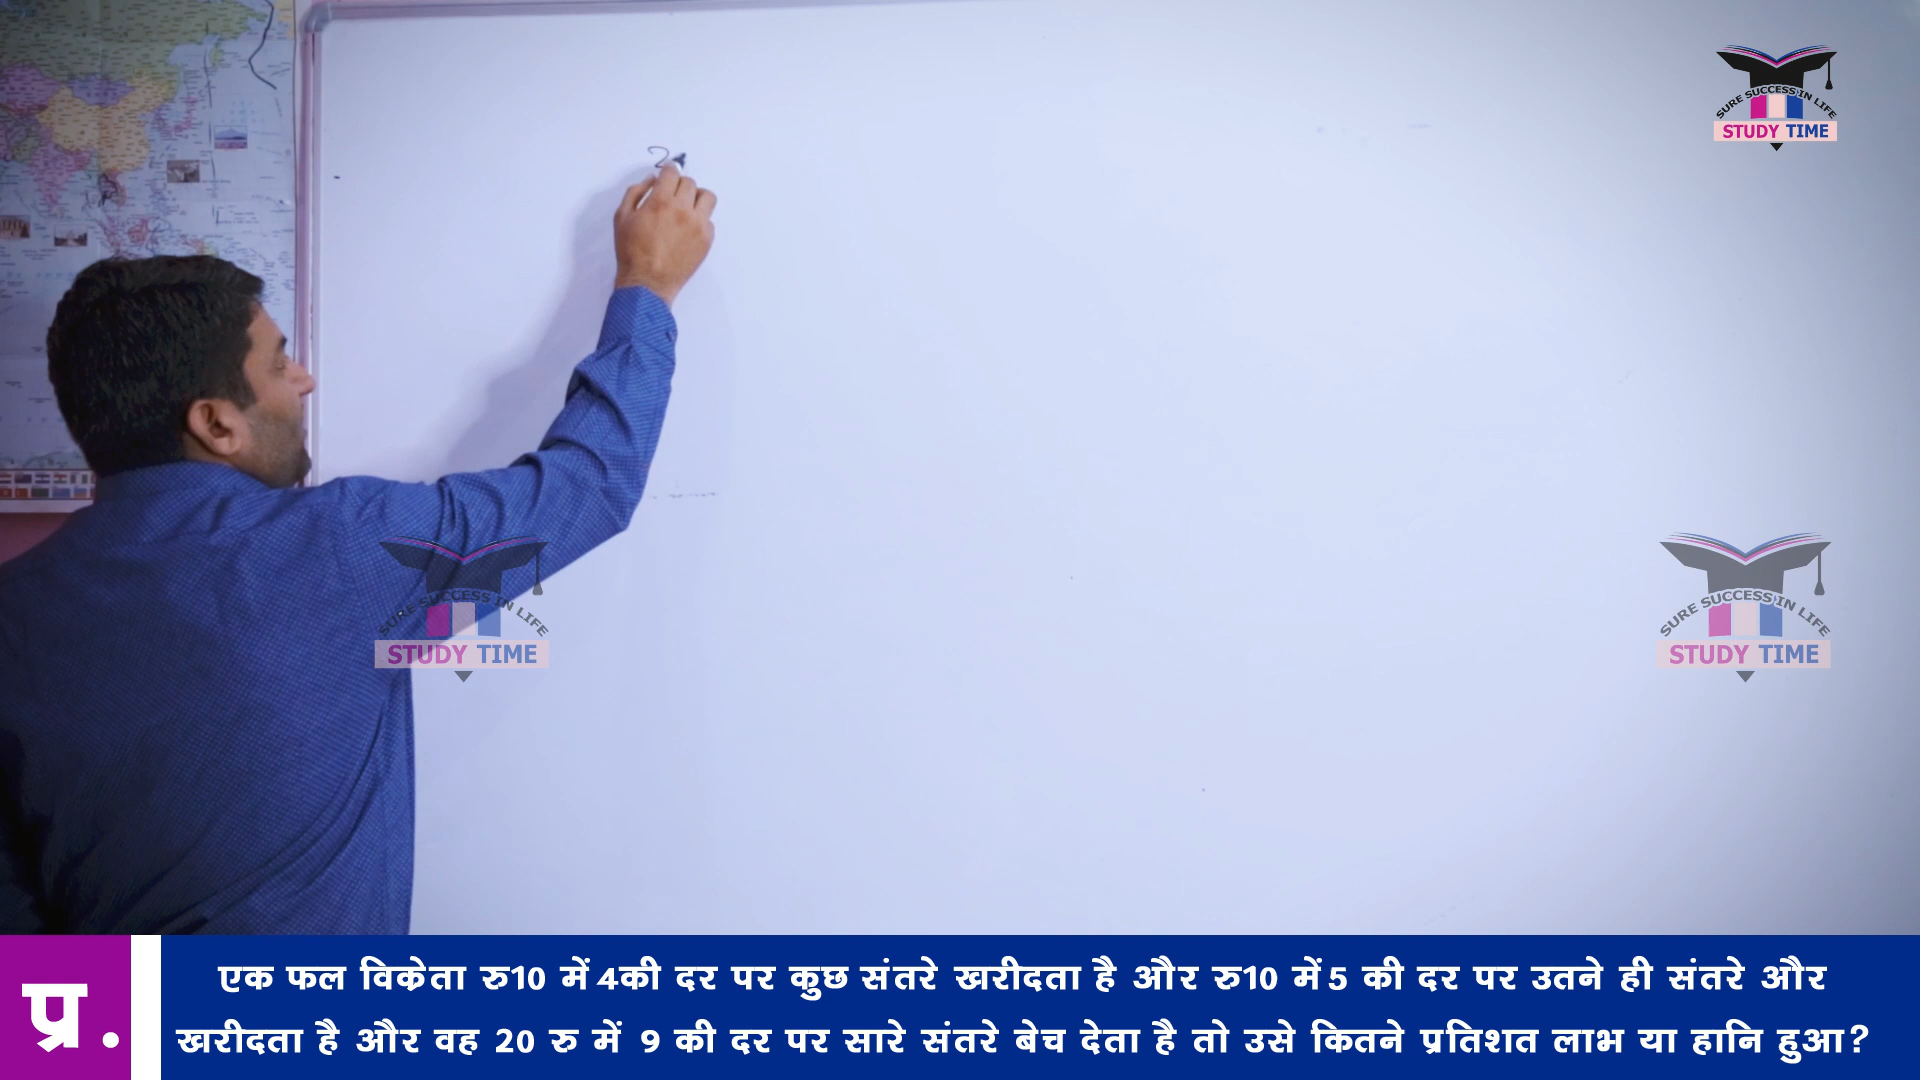 2
SURE SUCCESS IN LIFE
STUDY TIME
SURE SUCCESS IN LIFE
STUDY TIME
SURE SUCCESS IN LIFE
STUDY TIME
प्र.
एक फल विक्रेता रु10 में 4की दर पर कुछ संतरे खरीदता है और रु10 में 5 की दर पर उतने ही संतरे और
खरीदता है और वह 20 रु में 9 की दर पर सारे संतरे बेच देता है तो उसे कितने प्रतिशत लाभ या हानि हुआ?